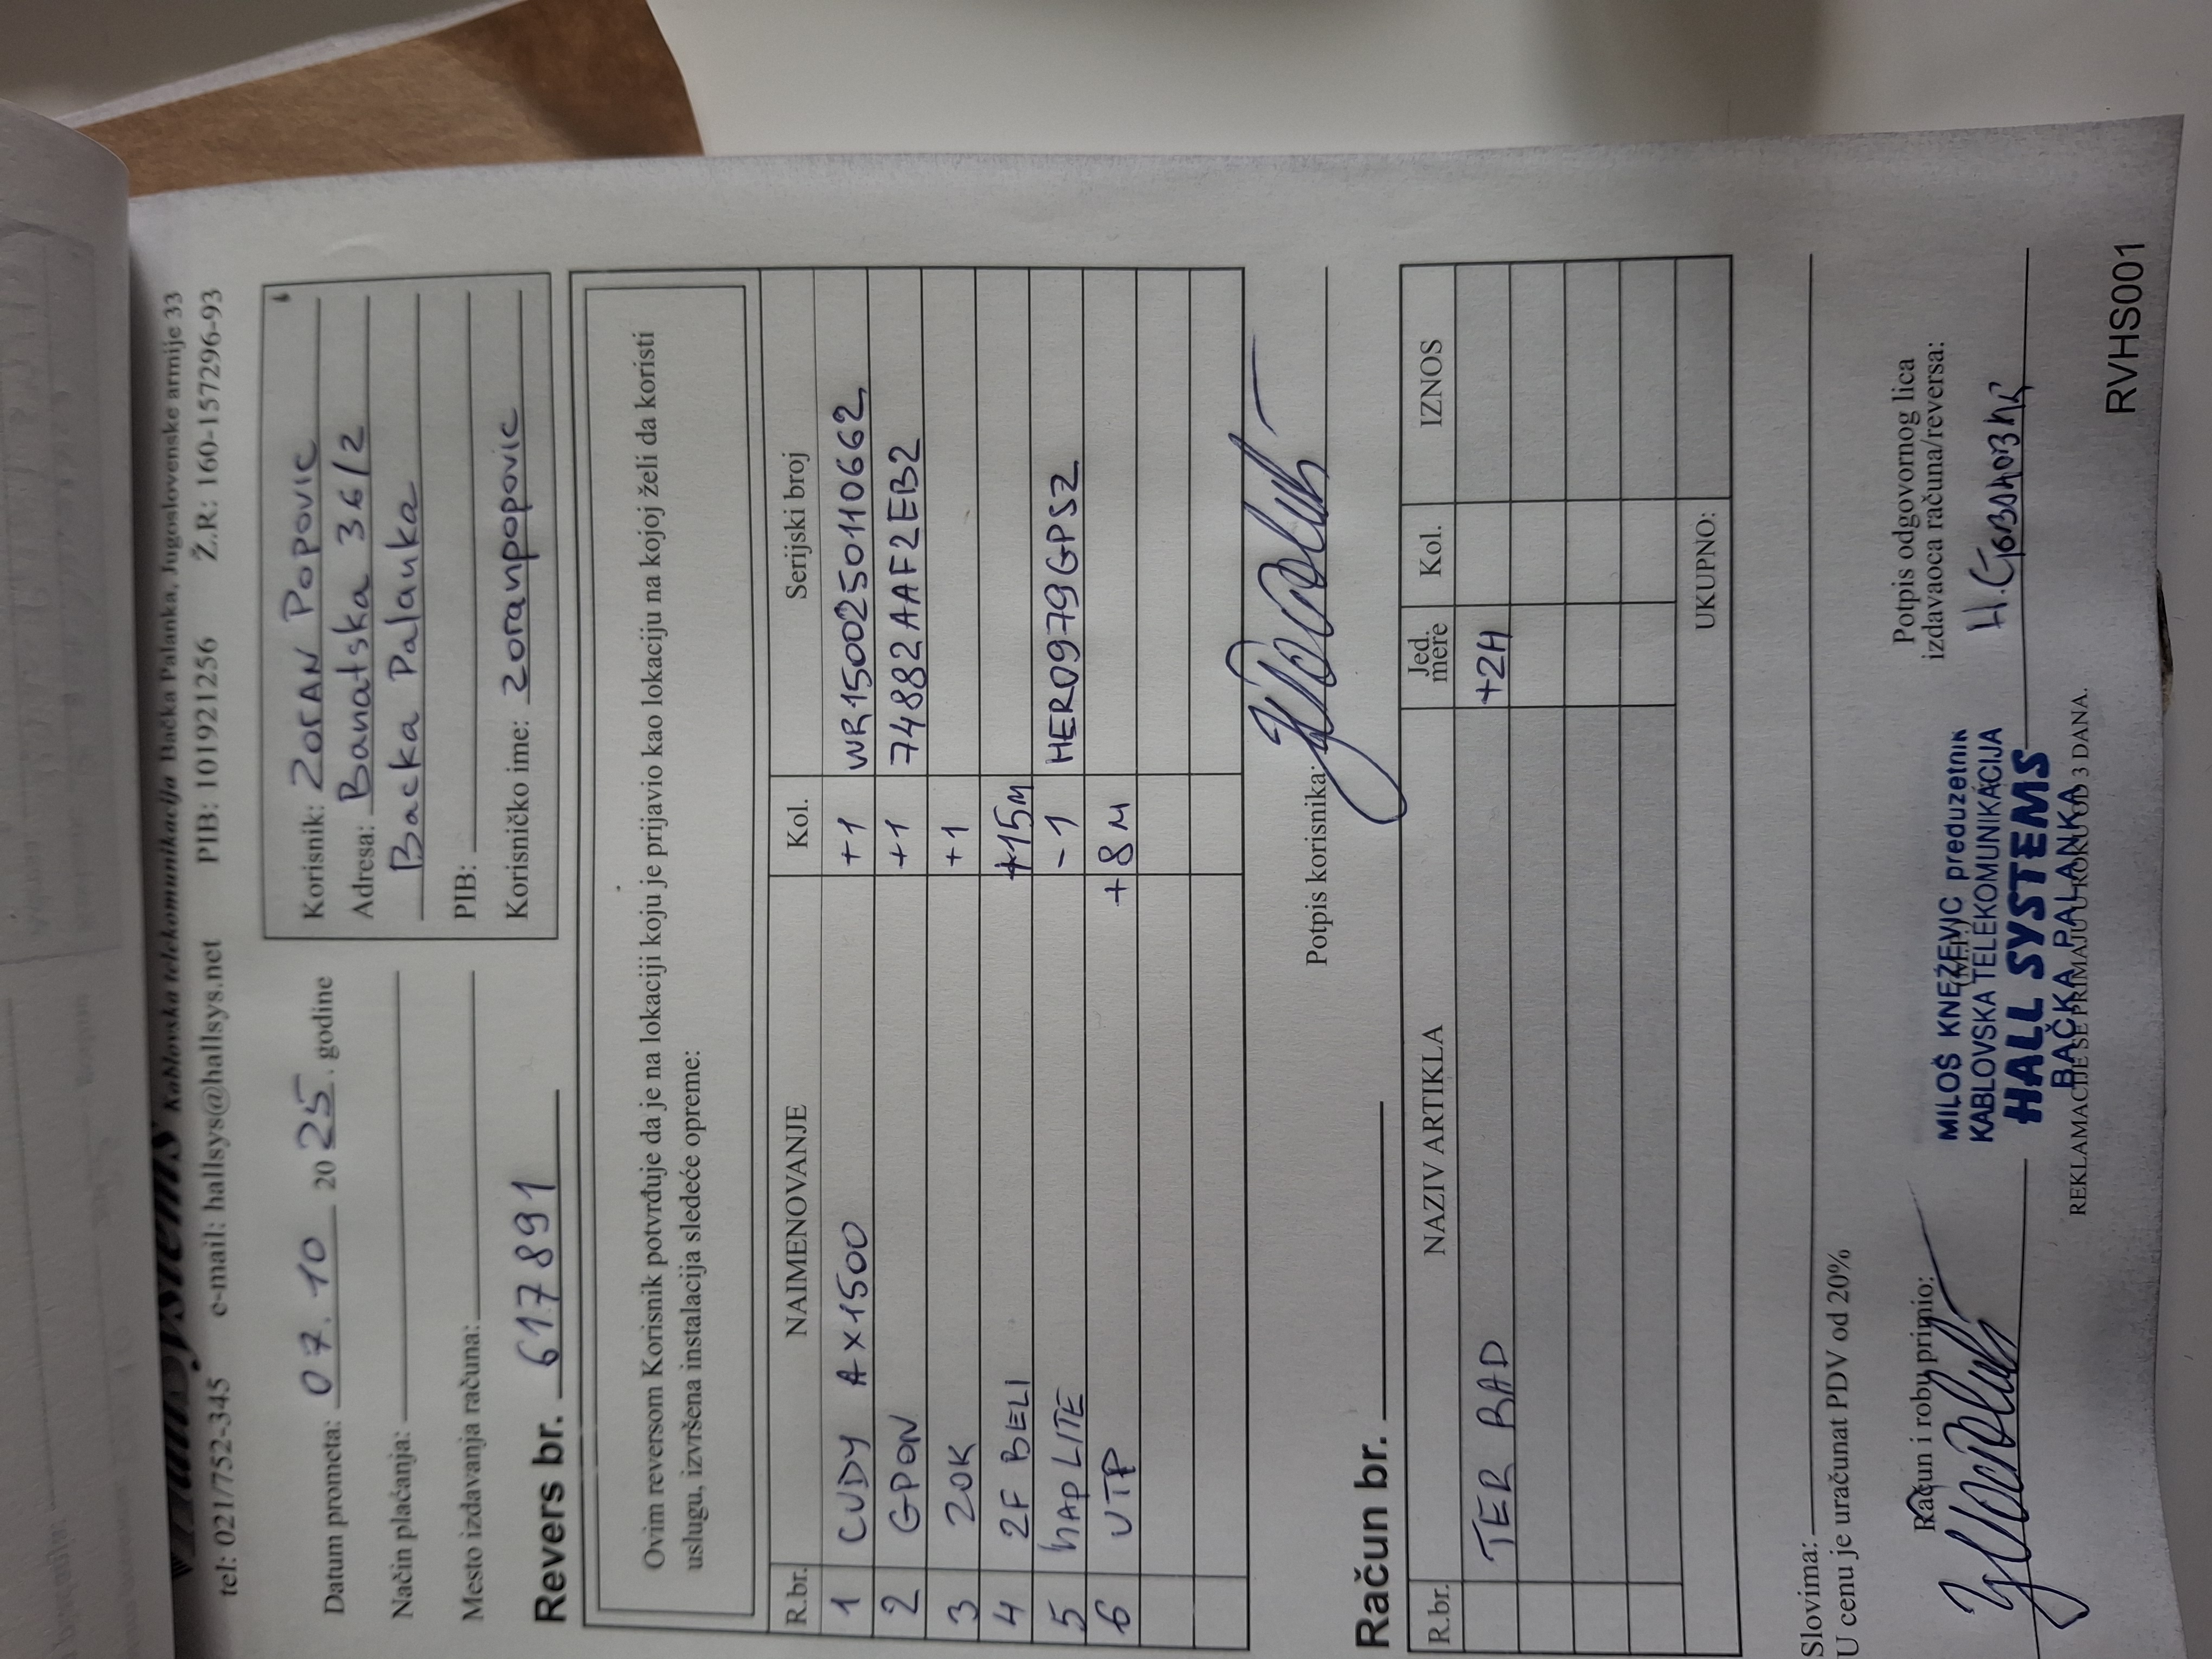 HallSystems Kablovska telekomunikacija Bačka Palanka, Jugoslovenske armije 33
tel: 021/752-345 e-mail: hallsys@hallsys.net PIB: 101921256 Ž.R: 160-157296-93
Datum prometa: 07. 10 2025. godine
Način plaćanja:
Mesto izdavanja računa:
Korisnik: Zoran Popovic
Adresa: Banatska 36/2
Backa Palanka
PIB:
Korisničko ime: zoranpopovic
Revers br. 617891
Ovim reversom Korisnik potvrđuje da je na lokaciji koju je prijavio kao lokaciju na kojoj želi da koristi
uslugu, izvršena instalacija sledeće opreme:
R.br. NAIMENOVANJE Kol. Serijski broj
1 CUDY AX1500 +1 WR1500250110662
2 GPON +1 74882AAF2EB2
3 ZOK +1
4 2F BELI +15M
5 hAP LITE -1 HER0979GPSZ
6 UTP +8M
Potpis korisnika:
Račun br.
R.br. NAZIV ARTIKLA Jed. mere Kol. IZNOS
TER RAD +2H
UKUPNO:
Slovima:
U cenu je uračunat PDV od 20%
Račun i robu primio:
Potpis odgovornog lica
izdavaoca računa/reversa:
MILOŠ KNEŽEVIĆ preduzetnik
KABLOVSKA TELEKOMUNIKACIJA
HALL SYSTEMS
BAČKA PALANKA
REKLAMACIJE SE PRIMAJU U ROKU OD 3 DANA.
RVHS001